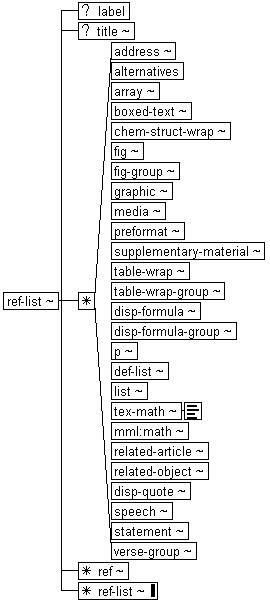 ? label
? title ~
address ~
alternatives
array ~
boxed-text ~
chem-struct-wrap ~
fig ~
fig-group ~
graphic ~
media ~
preformat ~
supplementary-material ~
table-wrap ~
table-wrap-group ~
disp-formula ~
disp-formula-group ~
ref-list ~
*
p ~
def-list ~
list ~
tex-math ~
mml:math ~
related-article ~
related-object ~
disp-quote ~
speech ~
statement ~
verse-group ~
* ref ~
* ref-list ~